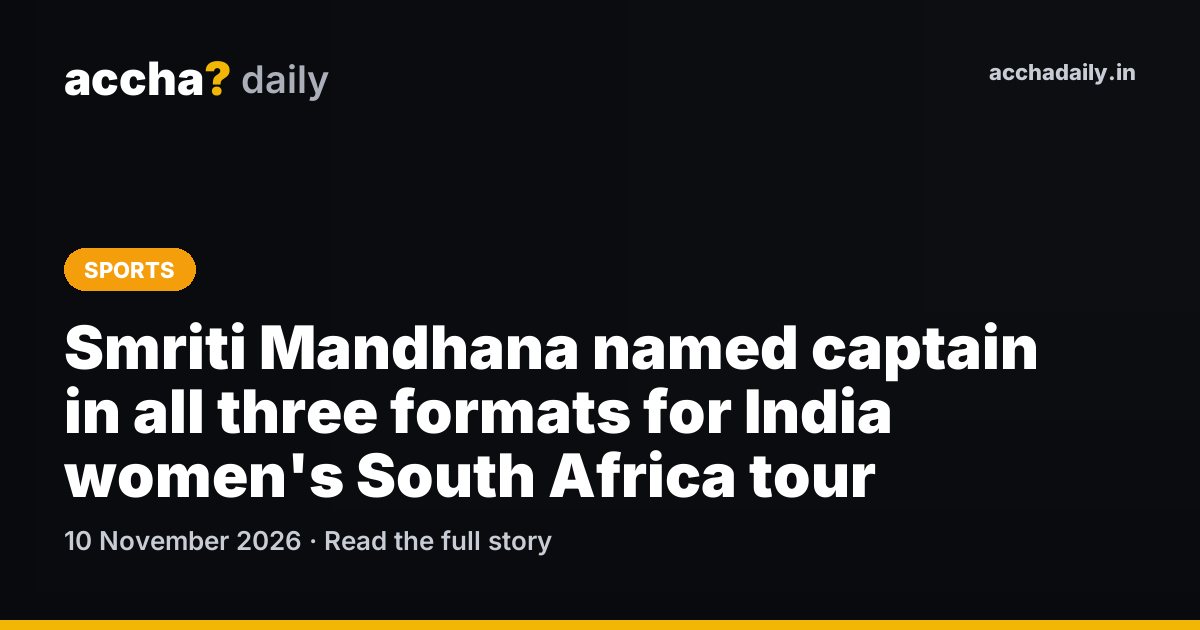 accha? daily
acchadaily.in
SPORTS
Smriti Mandhana named captain
in all three formats for India
women's South Africa tour
10 November 2026 · Read the full story